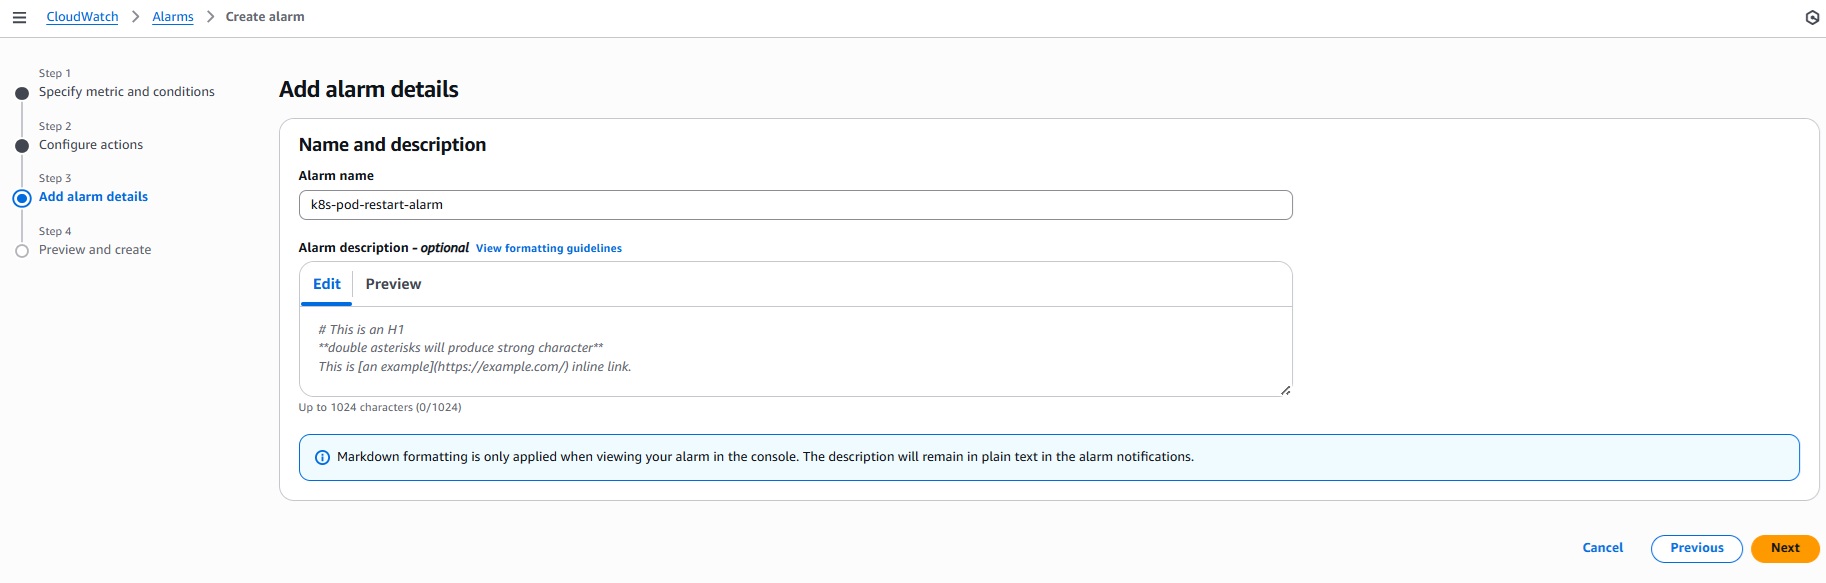 CloudWatch > Alarms > Create alarm
Step 1
Specify metric and conditions
Step 2
Configure actions
Step 3
Add alarm details
Step 4
Preview and create
Add alarm details
Name and description
Alarm name
k8s-pod-restart-alarm
Alarm description - optional View formatting guidelines
Edit Preview
# This is an H1
**double asterisks will produce strong character**
This is [an example](https://example.com/) inline link.
Up to 1024 characters (0/1024)
Markdown formatting is only applied when viewing your alarm in the console. The description will remain in plain text in the alarm notifications.
Cancel Previous Next